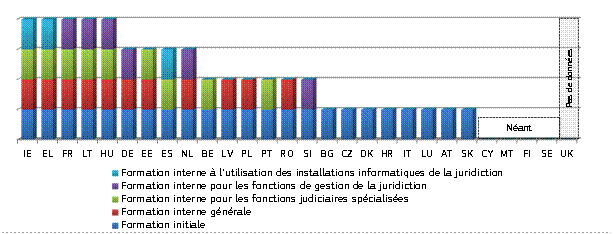 Pas de données
Néant
IE EL FR LT HU DE EE ES NL BE LV PL PT RO SI BG CZ DK HR IT LU AT SK CY MT FI SE UK
Formation interne à l'utilisation des installations informatiques de la juridiction
Formation interne pour les fonctions de gestion de la juridiction
Formation interne pour les fonctions judiciaires spécialisées
Formation interne générale
Formation initiale